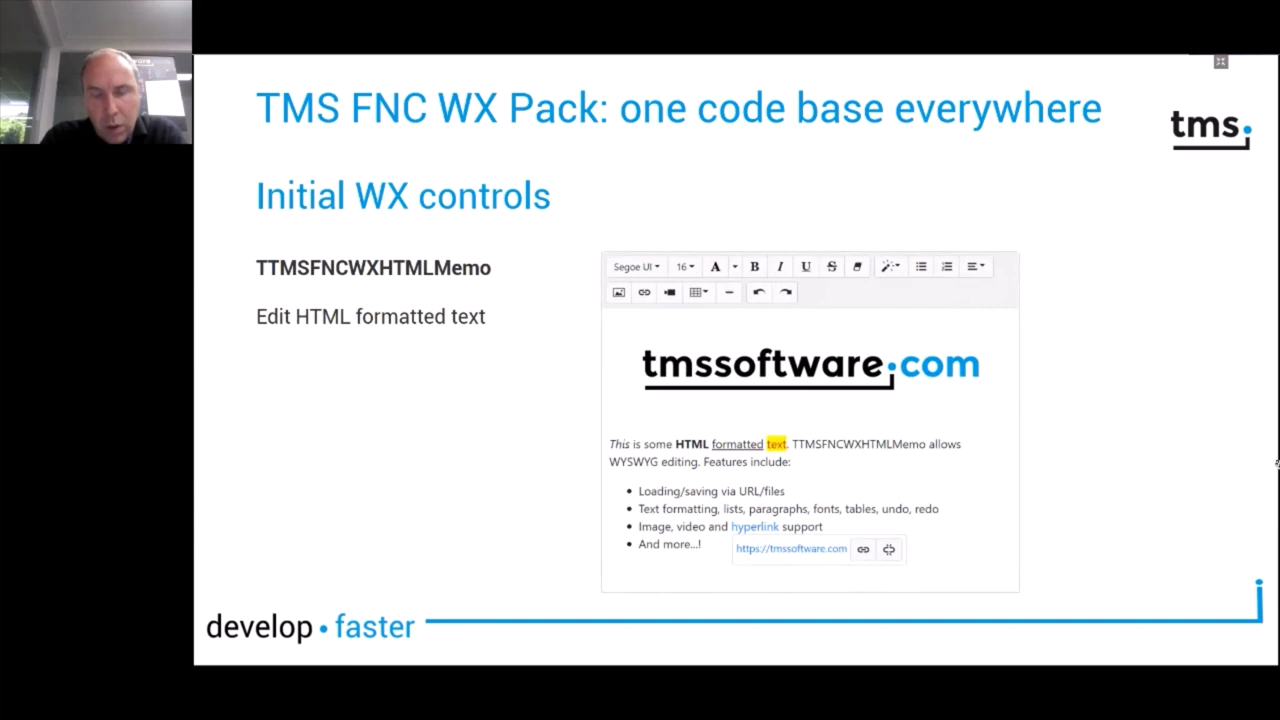 TMS FNC WX Pack: one code base everywhere
tms.
Initial WX controls
TTMSFNCWXHTMLMemo
Edit HTML formatted text
Segoe UI 16 A B I U S
tmssoftware.com
This is some HTML formatted text. TTMSFNCWXHTMLMemo allows
WYSWYG editing. Features include:
• Loading/saving via URL/files
• Text formatting, lists, paragraphs, fonts, tables, undo, redo
• Image, video and hyperlink support
• And more...!
https://tmssoftware.com
develop • faster